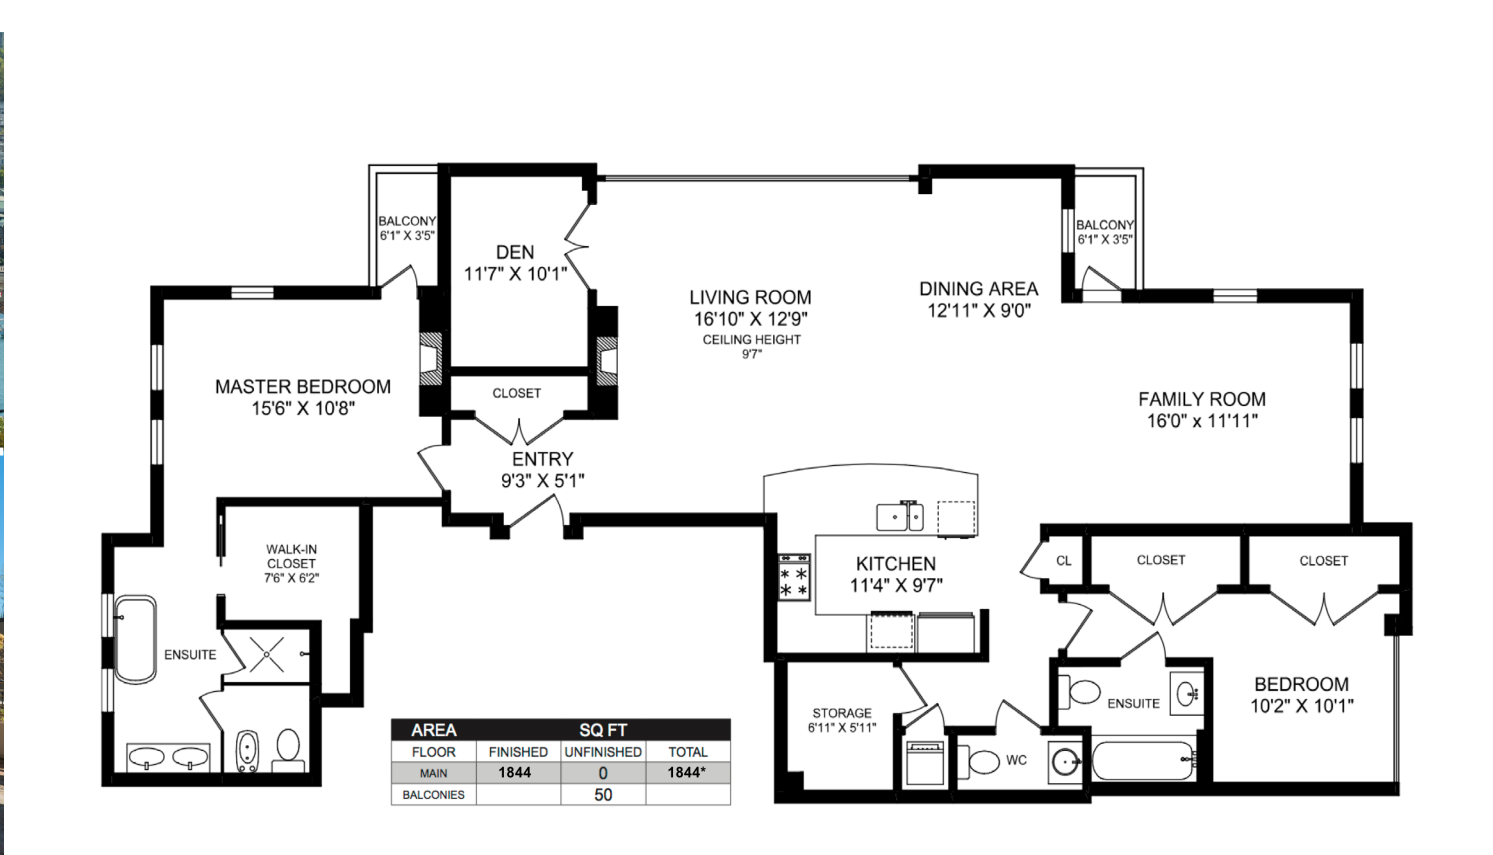 BALCONY
6'1" X 3'5"
DEN
11'7" X 10'1"
BALCONY
6'1" X 3'5"
LIVING ROOM
16'10" X 12'9"
CEILING HEIGHT
9'7"
DINING AREA
12'11" X 9'0"
MASTER BEDROOM
15'6" X 10'8"
CLOSET
FAMILY ROOM
16'0" x 11'11"
ENTRY
9'3" X 5'1"
WALK-IN
CLOSET
7'6" X 6'2"
KITCHEN
11'4" X 9'7"
CL
CLOSET
CLOSET
ENSUITE
STORAGE
6'11" X 5'11"
ENSUITE
BEDROOM
10'2" X 10'1"
WC
AREA SQ FT
FLOOR FINISHED UNFINISHED TOTAL
MAIN 1844 0 1844*
BALCONIES 50